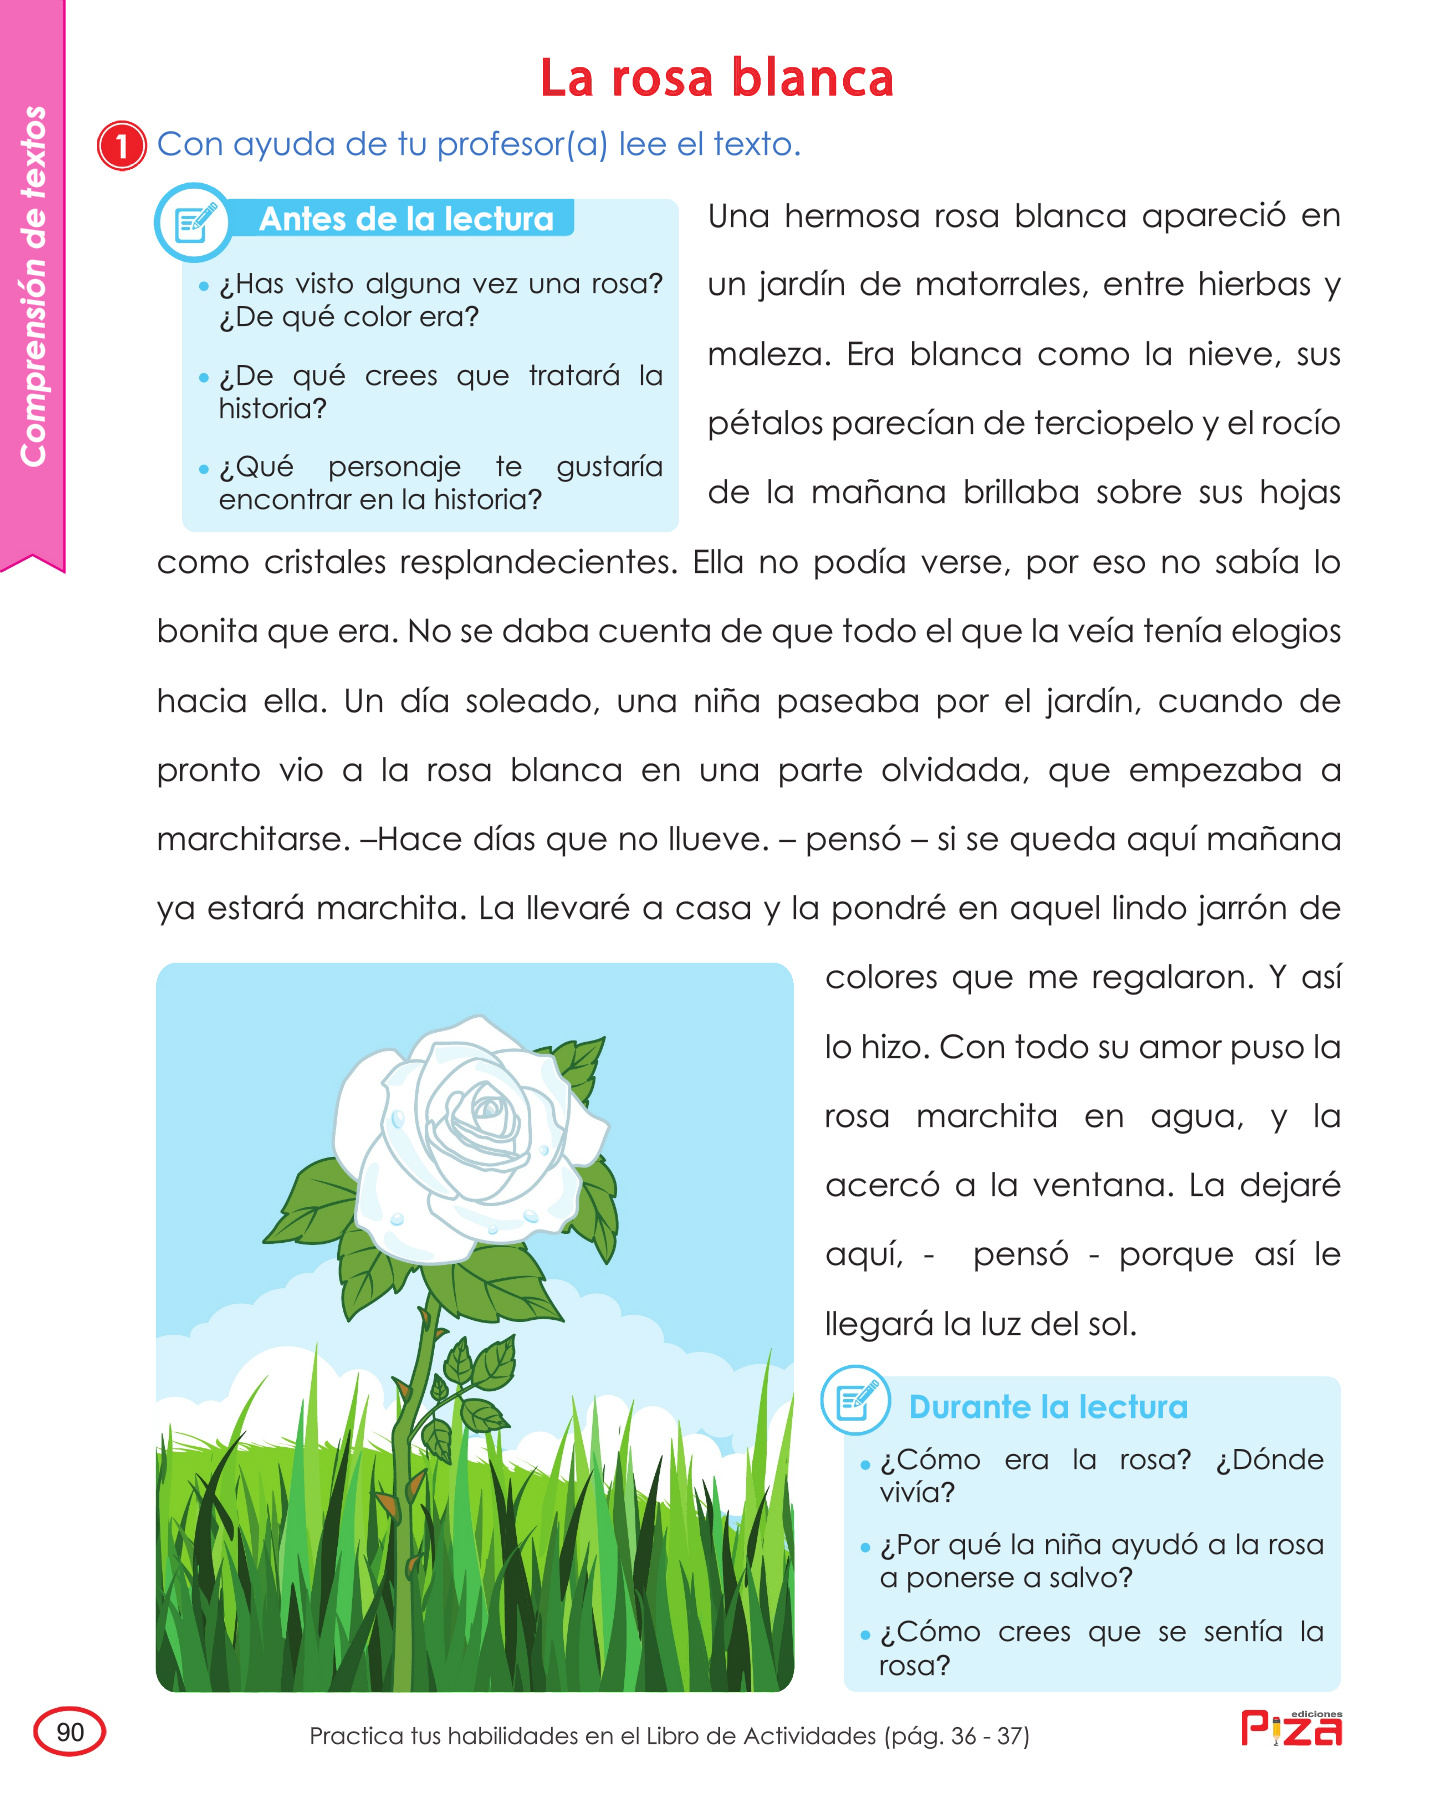 La rosa blanca
Comprensión de textos
1 Con ayuda de tu profesor(a) lee el texto.
Antes de la lectura
• ¿Has visto alguna vez una rosa?
¿De qué color era?
• ¿De qué crees que tratará la
historia?
• ¿Qué personaje te gustaría
encontrar en la historia?
Una hermosa rosa blanca apareció en
un jardín de matorrales, entre hierbas y
maleza. Era blanca como la nieve, sus
pétalos parecían de terciopelo y el rocío
de la mañana brillaba sobre sus hojas
como cristales resplandecientes. Ella no podía verse, por eso no sabía lo
bonita que era. No se daba cuenta de que todo el que la veía tenía elogios
hacia ella. Un día soleado, una niña paseaba por el jardín, cuando de
pronto vio a la rosa blanca en una parte olvidada, que empezaba a
marchitarse. –Hace días que no llueve. – pensó – si se queda aquí mañana
ya estará marchita. La llevaré a casa y la pondré en aquel lindo jarrón de
colores que me regalaron. Y así
lo hizo. Con todo su amor puso la
rosa marchita en agua, y la
acercó a la ventana. La dejaré
aquí, - pensó - porque así le
llegará la luz del sol.
Durante la lectura
• ¿Cómo era la rosa? ¿Dónde
vivía?
• ¿Por qué la niña ayudó a la rosa
a ponerse a salvo?
• ¿Cómo crees que se sentía la
rosa?
90
Practica tus habilidades en el Libro de Actividades (pág. 36 - 37)
ediciones
Piza